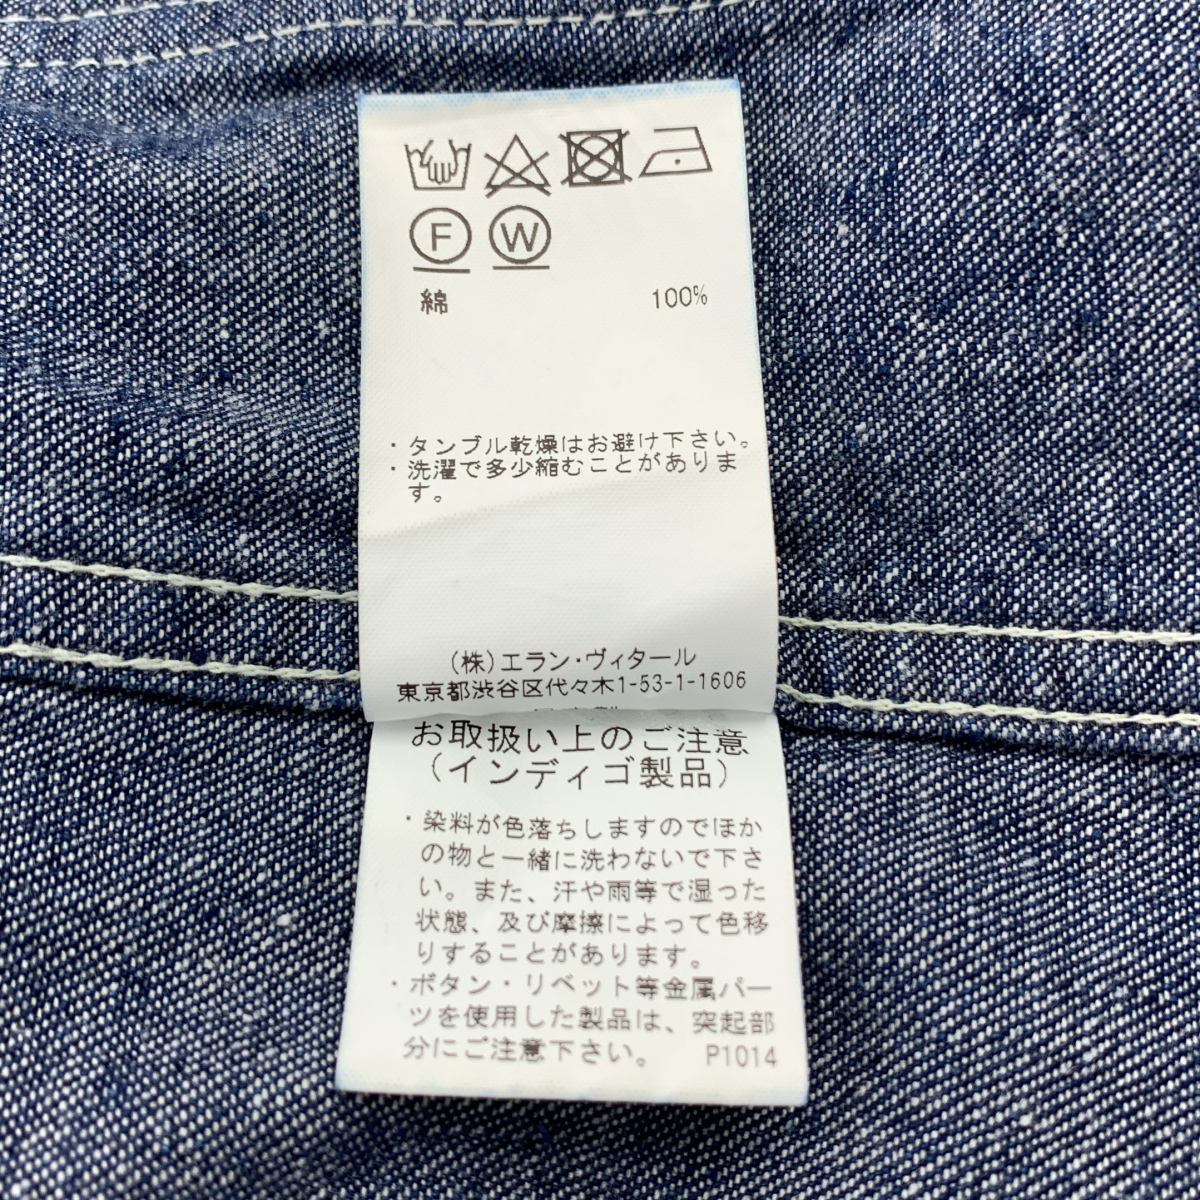 F W
綿 100%
・タンブル乾燥はお避け下さい。
・洗濯で多少縮むことがありま
す。
(株)エラン・ヴィタール
東京都渋谷区代々木1-53-1-1606
お取扱い上のご注意
(インディゴ製品)
・染料が色落ちしますのでほか
の物と一緒に洗わないで下さ
い。また、汗や雨等で湿った
状態、及び摩擦によって色移
りすることがあります。
・ボタン・リベット等金属パー
ツを使用した製品は、突起部
分にご注意下さい。 P1014